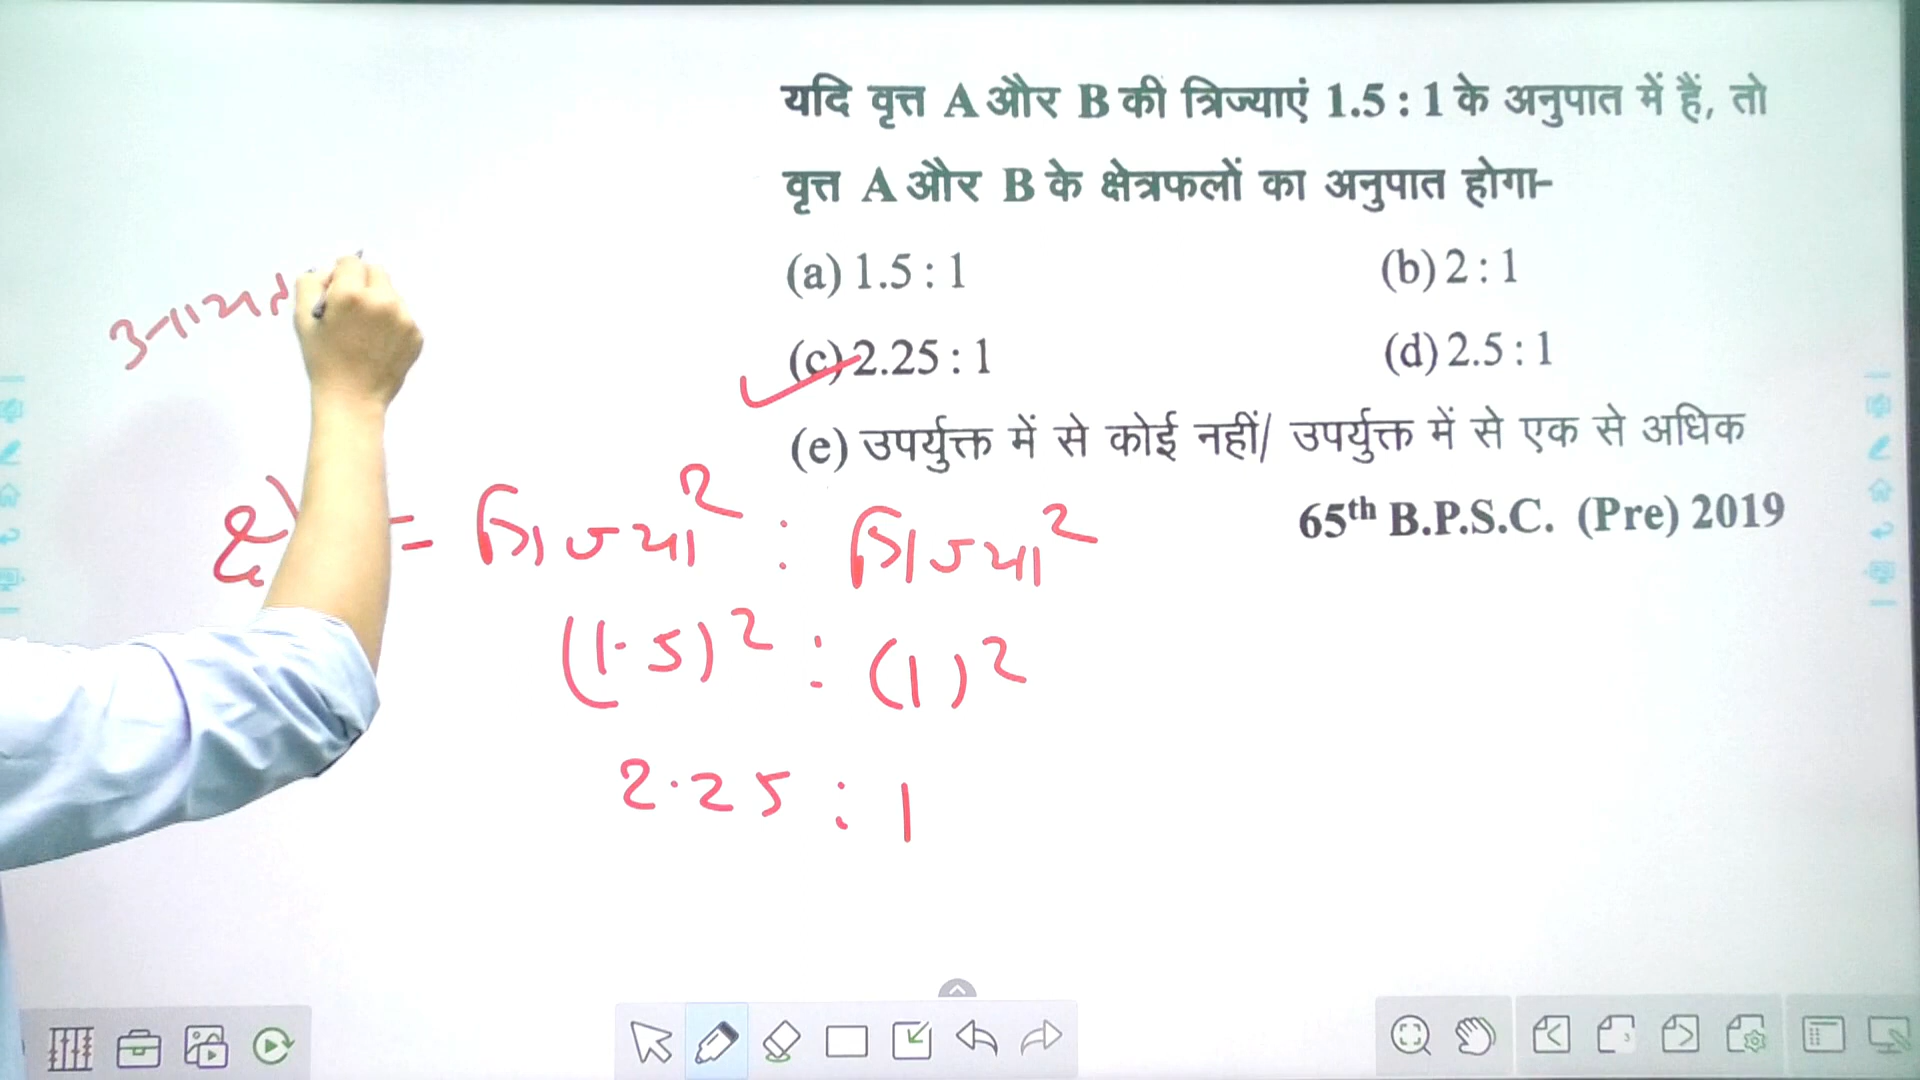 यदि वृत्त A और B की त्रिज्याएं 1.5 : 1 के अनुपात में हैं, तो
वृत्त A और B के क्षेत्रफलों का अनुपात होगा-
(a) 1.5 : 1
(b) 2 : 1
(c) 2.25 : 1
(d) 2.5 : 1
(e) उपर्युक्त में से कोई नहीं/ उपर्युक्त में से एक से अधिक
65th B.P.S.C. (Pre) 2019
= त्रिज्या² : त्रिज्या²
(1.5)² : (1)²
2.25 : 1